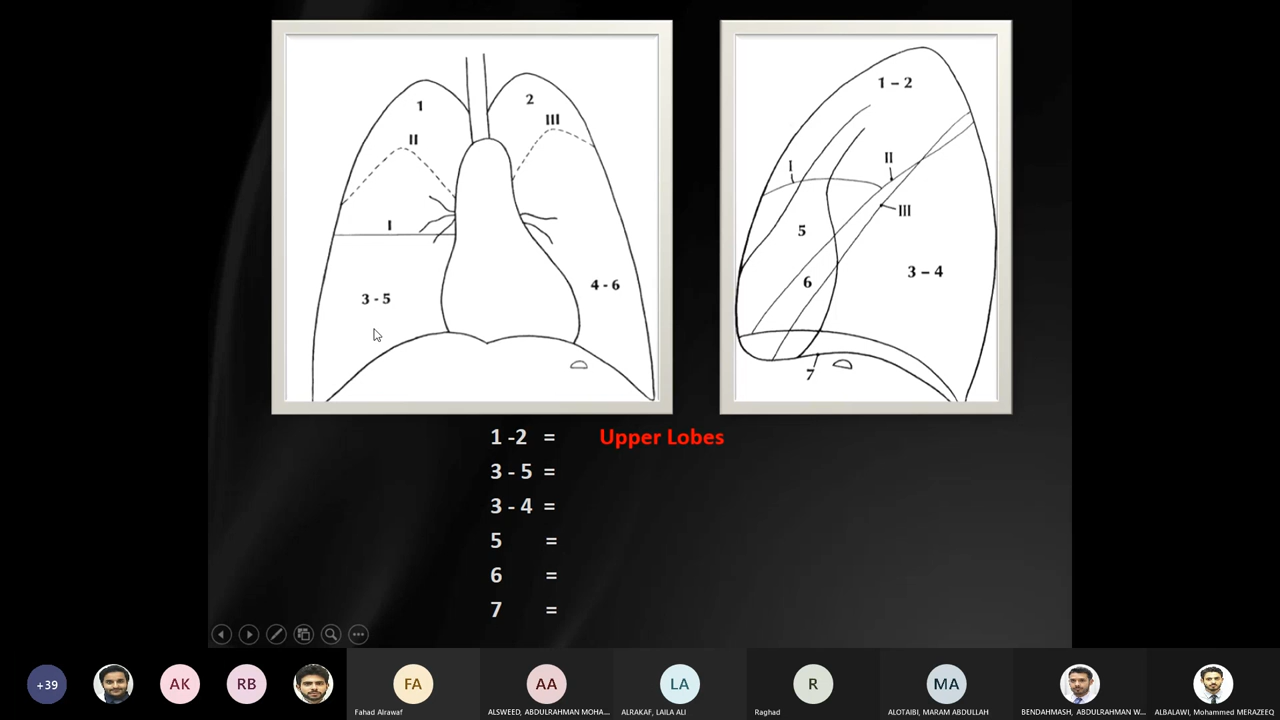 1
2
II
III
I
3 - 5
4 - 6
1 – 2
I
II
III
5
6
3 – 4
7
1 -2 = Upper Lobes
3 - 5 =
3 - 4 =
5 =
6 =
7 =
+39
AK
RB
FA
AA
LA
R
MA
Fahad Alrawaf
ALSWEED, ABDULRAHMAN MOHA...
ALRAKAF, LAILA ALI
Raghad
ALOTAIBI, MARAM ABDULLAH
BENDAHMASH, ABDULRAHMAN W...
ALBALAWI, Mohammed MERAZEEQ